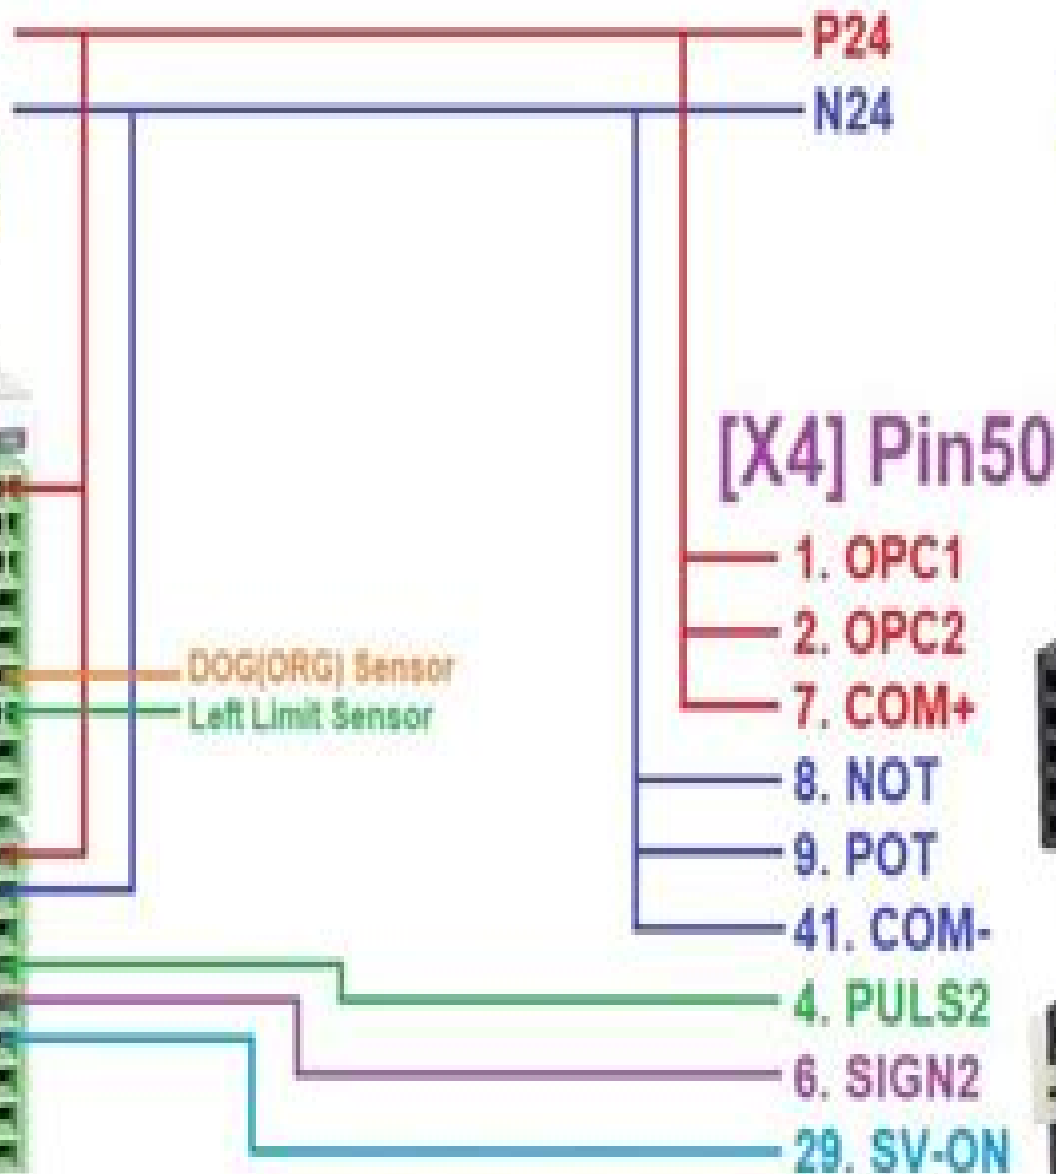 P24
N24
[X4] Pin50
1. OPC1
2. OPC2
DOG(ORG) Sensor
7. COM+
Left Limit Sensor
8. NOT
9. POT
41. COM-
4. PULS2
6. SIGN2
29. SV-ON